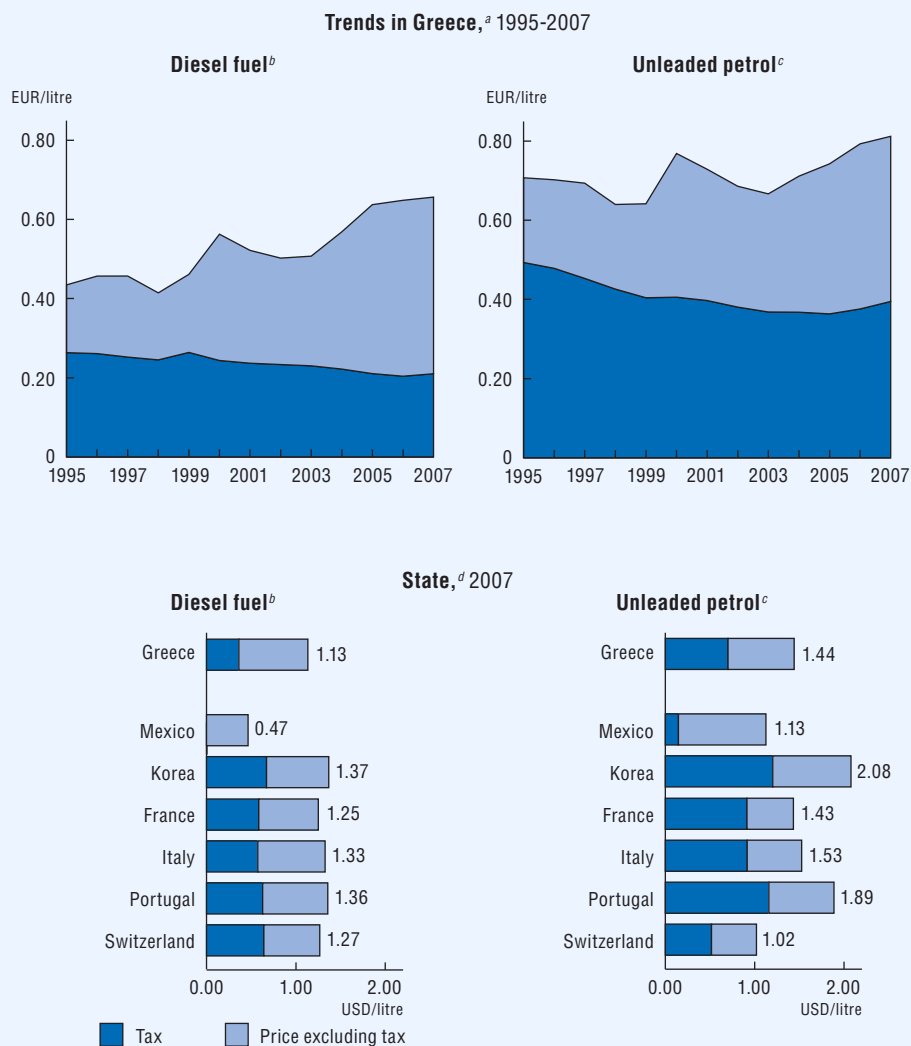 Trends in Greece,a 1995-2007
Diesel fuelb
EUR/litre
0.80
0.60
0.40
0.20
0
1995 1997 1999 2001 2003 2005 2007
Unleaded petrolc
EUR/litre
0.80
0.60
0.40
0.20
0
1995 1997 1999 2001 2003 2005 2007
State,d 2007
Diesel fuelb
Greece 1.13
Mexico 0.47
Korea 1.37
France 1.25
Italy 1.33
Portugal 1.36
Switzerland 1.27
0.00 1.00 2.00
USD/litre
Unleaded petrolc
Greece 1.44
Mexico 1.13
Korea 2.08
France 1.43
Italy 1.53
Portugal 1.89
Switzerland 1.02
0.00 1.00 2.00
USD/litre
Tax Price excluding tax